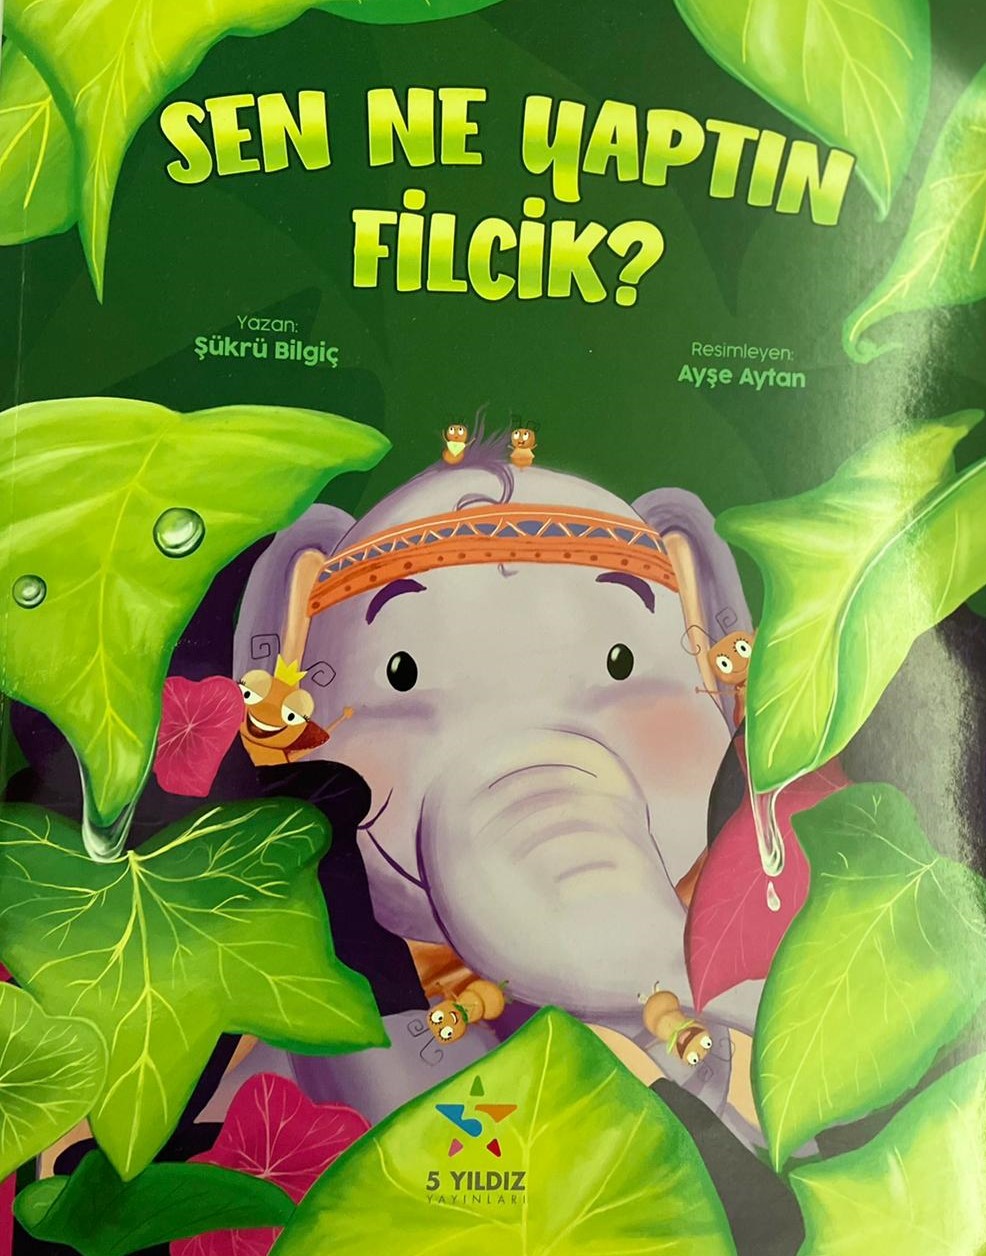 SEN NE YAPTIN
FİLCİK?
Yazan:
Şükrü Bilgiç
Resimleyen:
Ayşe Aytan
5 YILDIZ
YAYINLARI